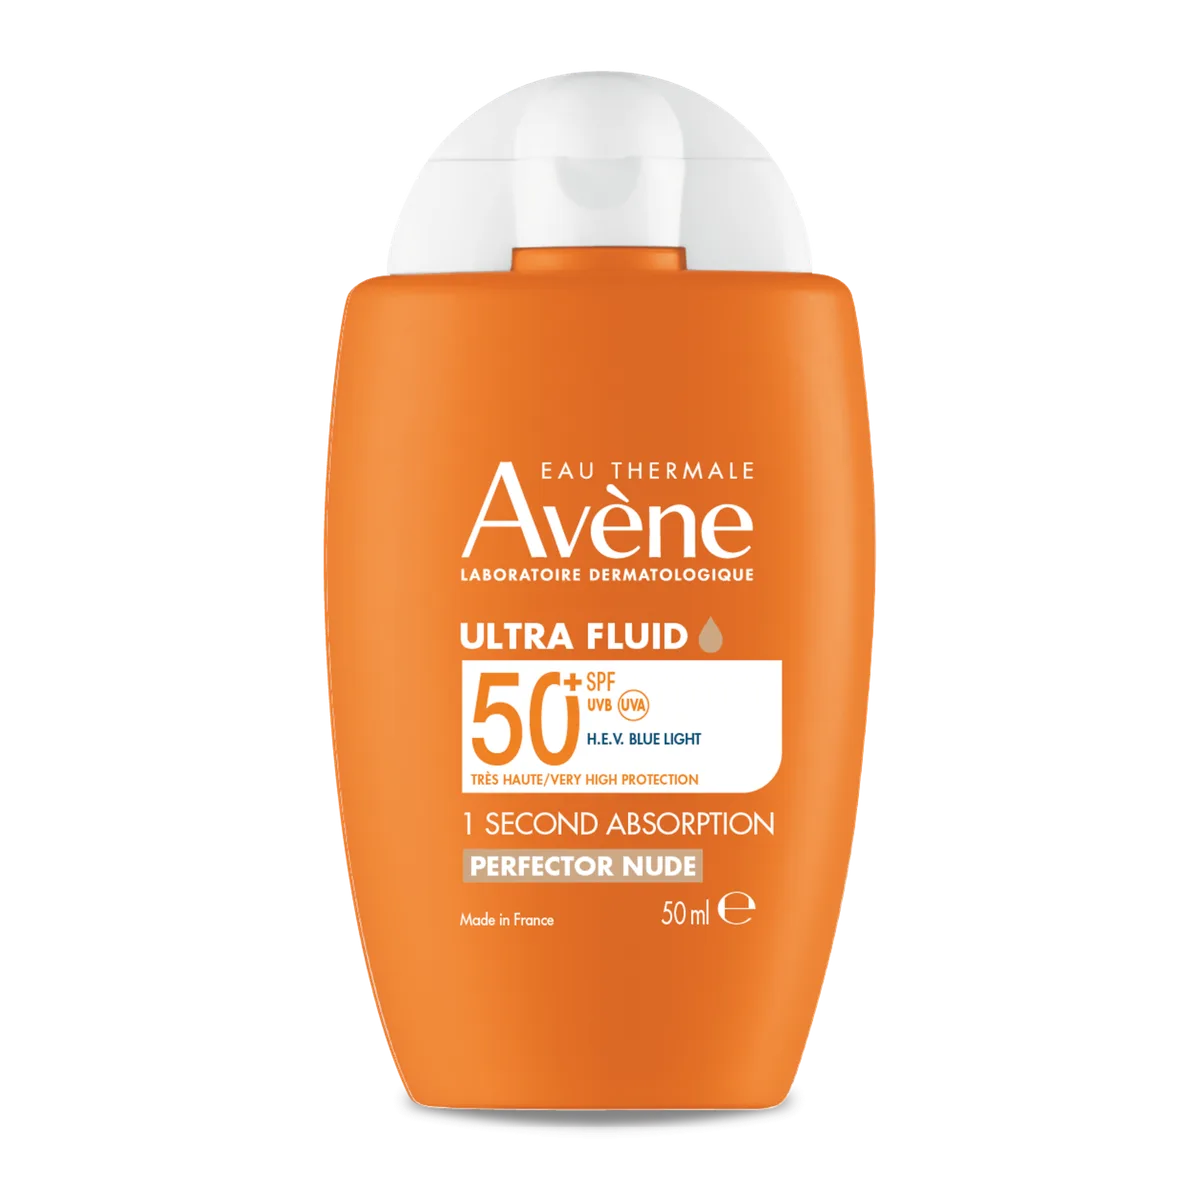 EAU THERMALE
Avène
LABORATOIRE DERMATOLOGIQUE
ULTRA FLUID
50+ SPF
UVB UVA
H.E.V. BLUE LIGHT
TRÈS HAUTE/VERY HIGH PROTECTION
1 SECOND ABSORPTION
PERFECTOR NUDE
Made in France 50 ml ℮